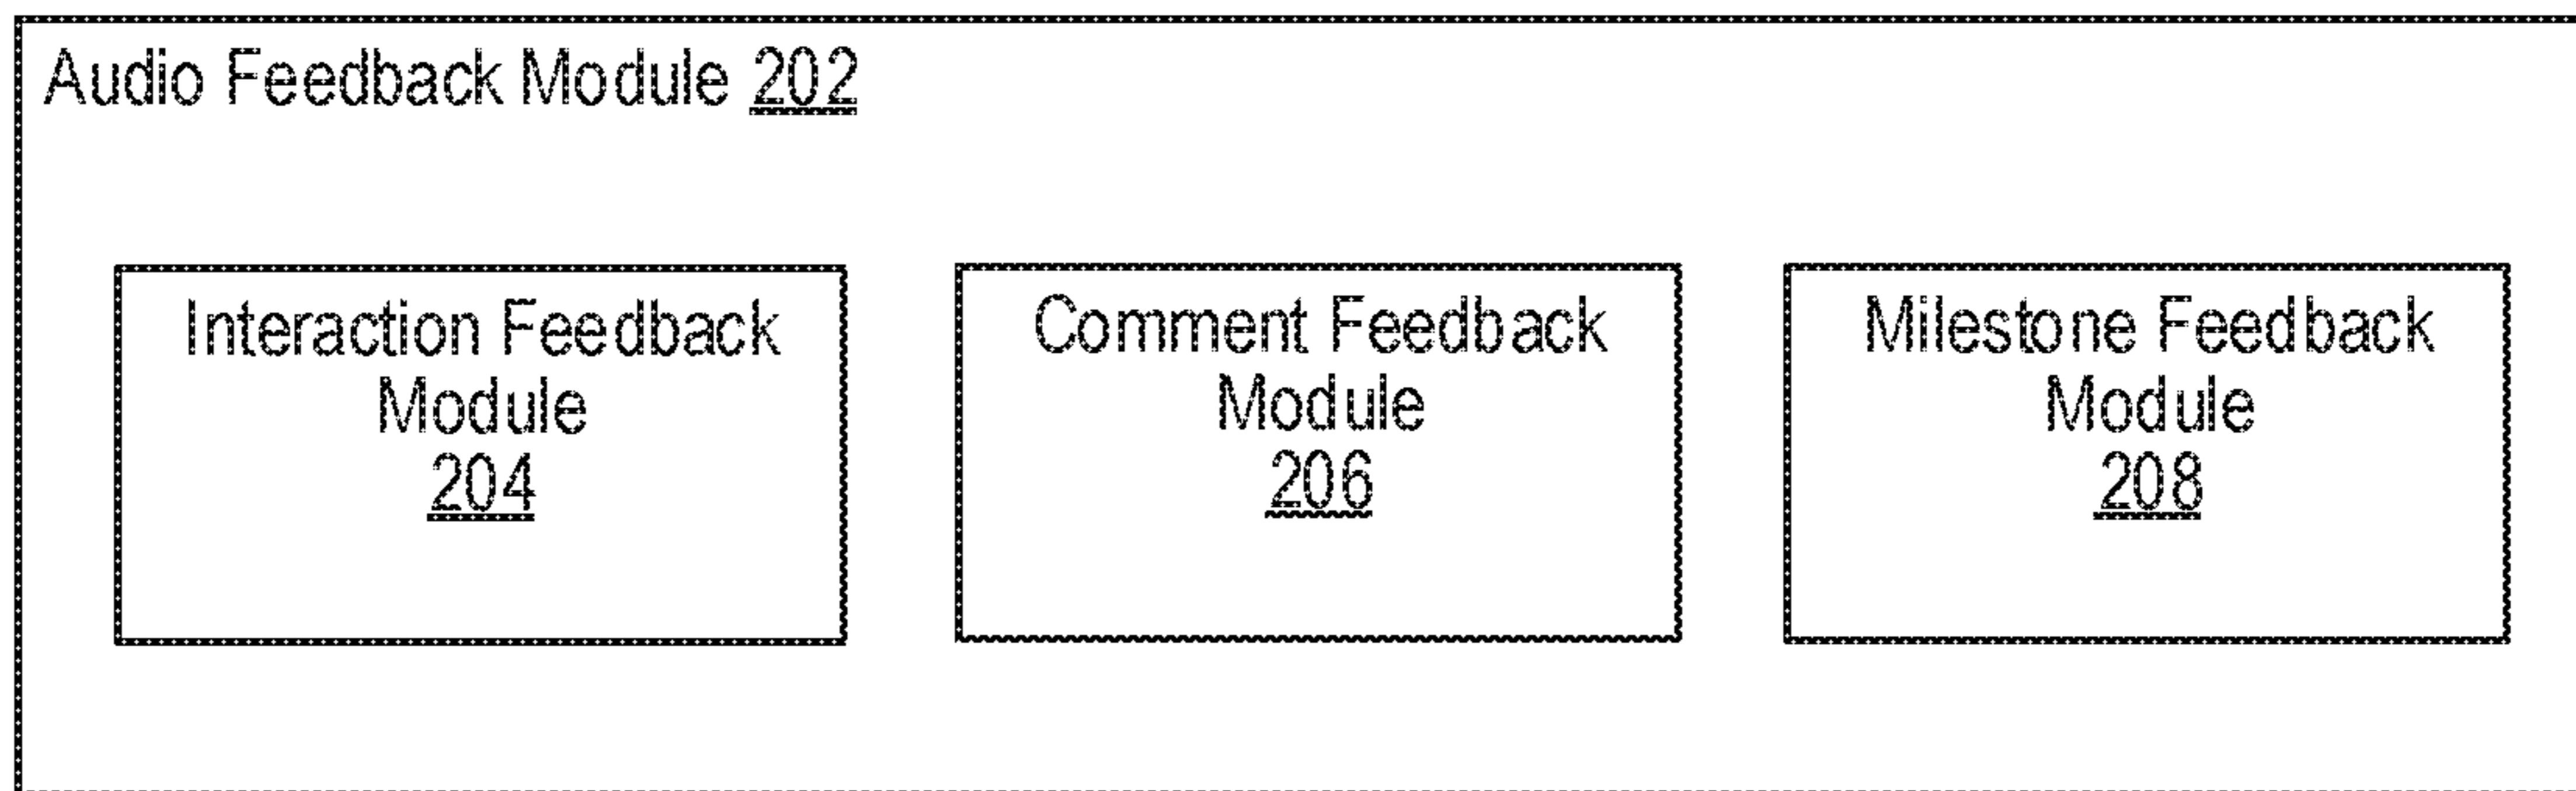 Audio Feedback Module 202
Interaction Feedback
Module
204
Comment Feedback
Module
206
Milestone Feedback
Module
208